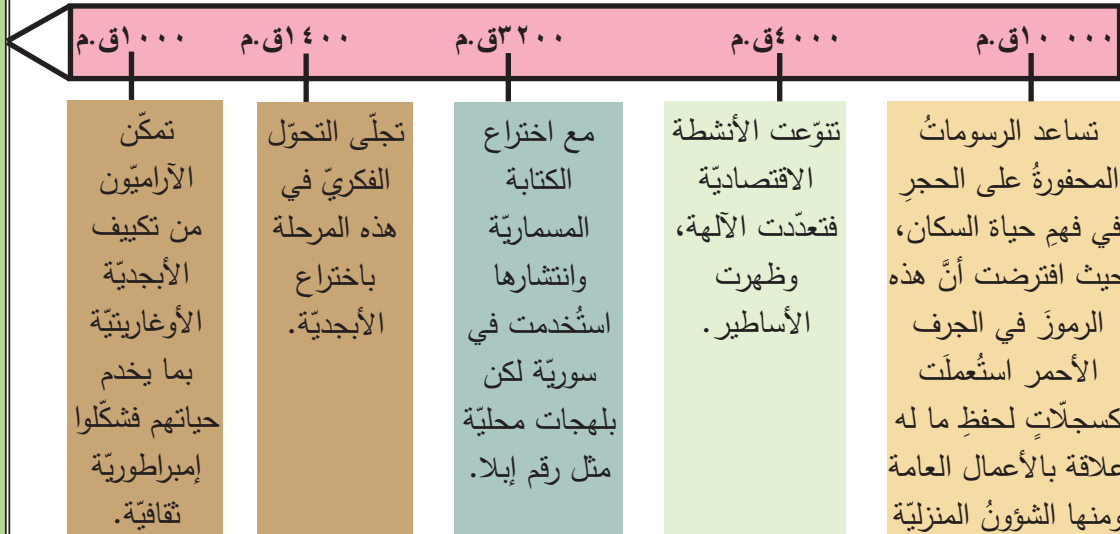 ١٠ ٠٠٠ق.م
٤٠٠٠ق.م
٣٢٠٠ق.م
١٤٠٠ق.م
١٠٠٠ق.م
تساعد الرسوماتُ
المحفورةُ على الحجرِ
في فهمِ حياة السكان،
حيث افترضت أنَّ هذه
الرموزَ في الجرف
الأحمر استُعملَت
كسجلّاتٍ لحفظِ ما له
علاقة بالأعمال العامة
ومنها الشؤونُ المنزليّة
تنوّعت الأنشطة
الاقتصاديّة
فتعدّدت الآلهة،
وظهرت
الأساطير.
مع اختراع
الكتابة
المسماريّة
وانتشارها
استُخدمت في
سوريّة لكن
بلهجات محليّة
مثل رقم إبلا.
تجلّى التحوّل
الفكريّ في
هذه المرحلة
باختراع
الأبجديّة.
تمكّن
الآراميّون
من تكييف
الأبجديّة
الأوغاريتيّة
بما يخدم
حياتهم فشكّلوا
إمبراطوريّة
ثقافيّة.